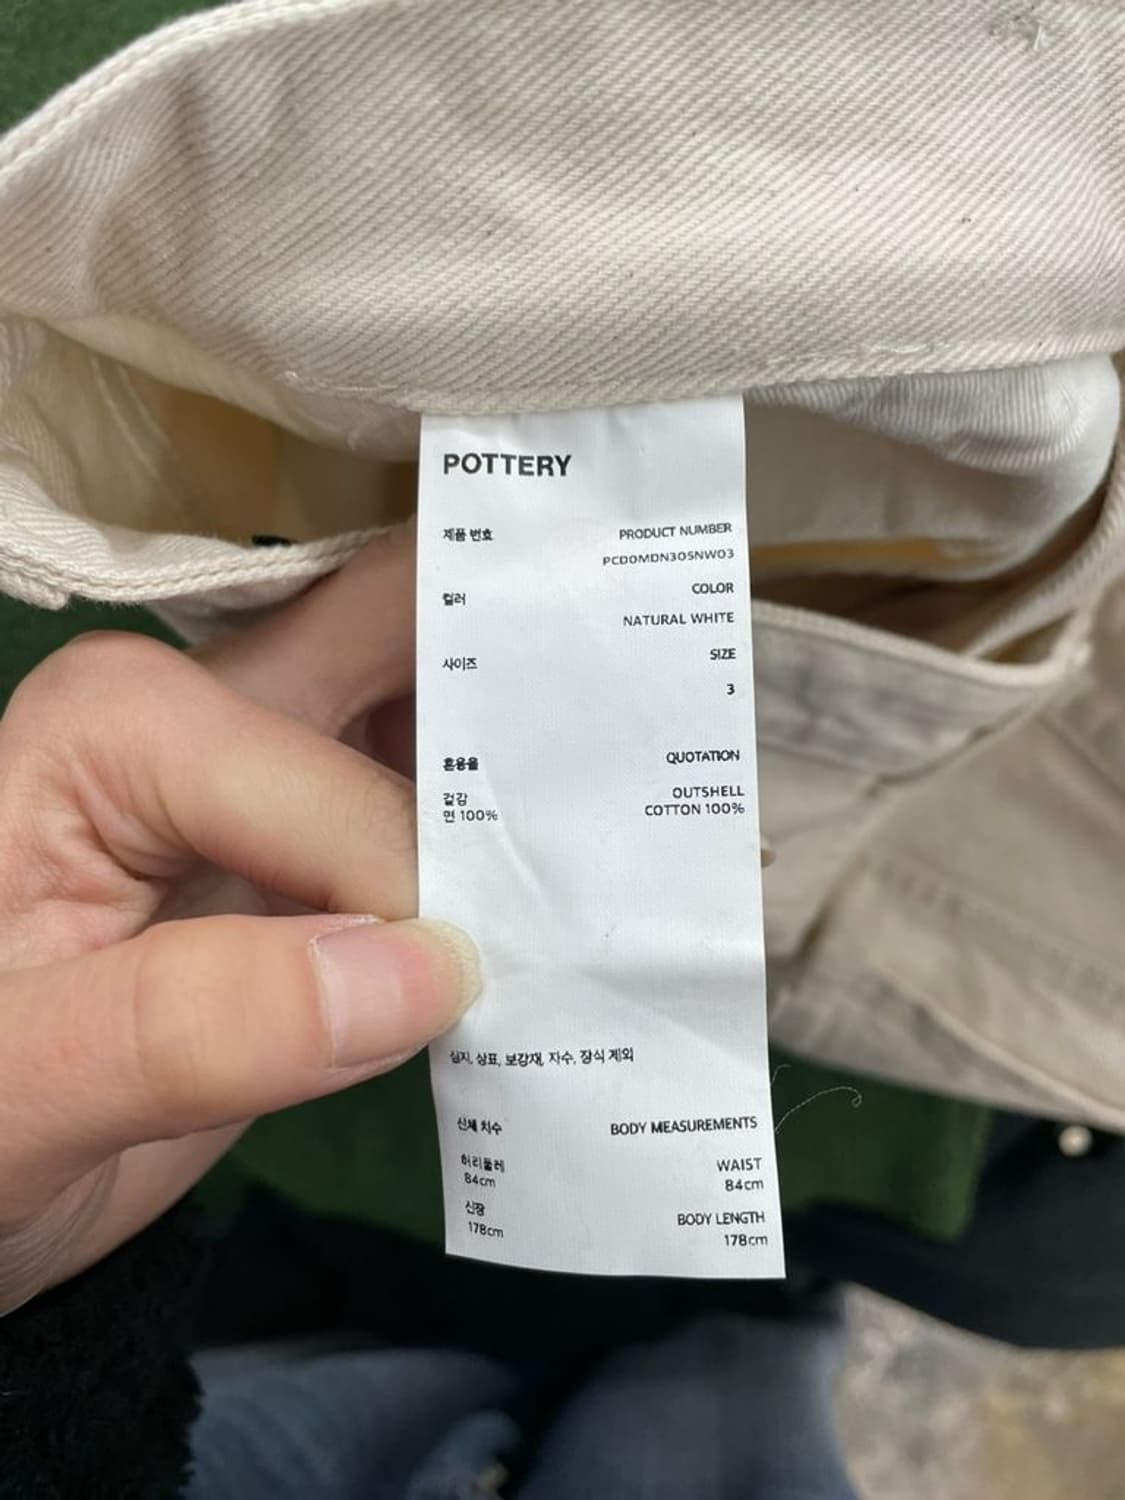 POTTERY
제품 번호 PRODUCT NUMBER
PCDOMDN305NW03
컬러 COLOR
NATURAL WHITE
사이즈 SIZE
3
혼용율 QUOTATION
겉감 OUTSHELL
면 100% COTTON 100%
심지, 상표, 보강재, 자수, 장식 제외
신체 치수 BODY MEASUREMENTS
허리둘레 WAIST
84cm 84cm
신장 BODY LENGTH
178cm 178cm